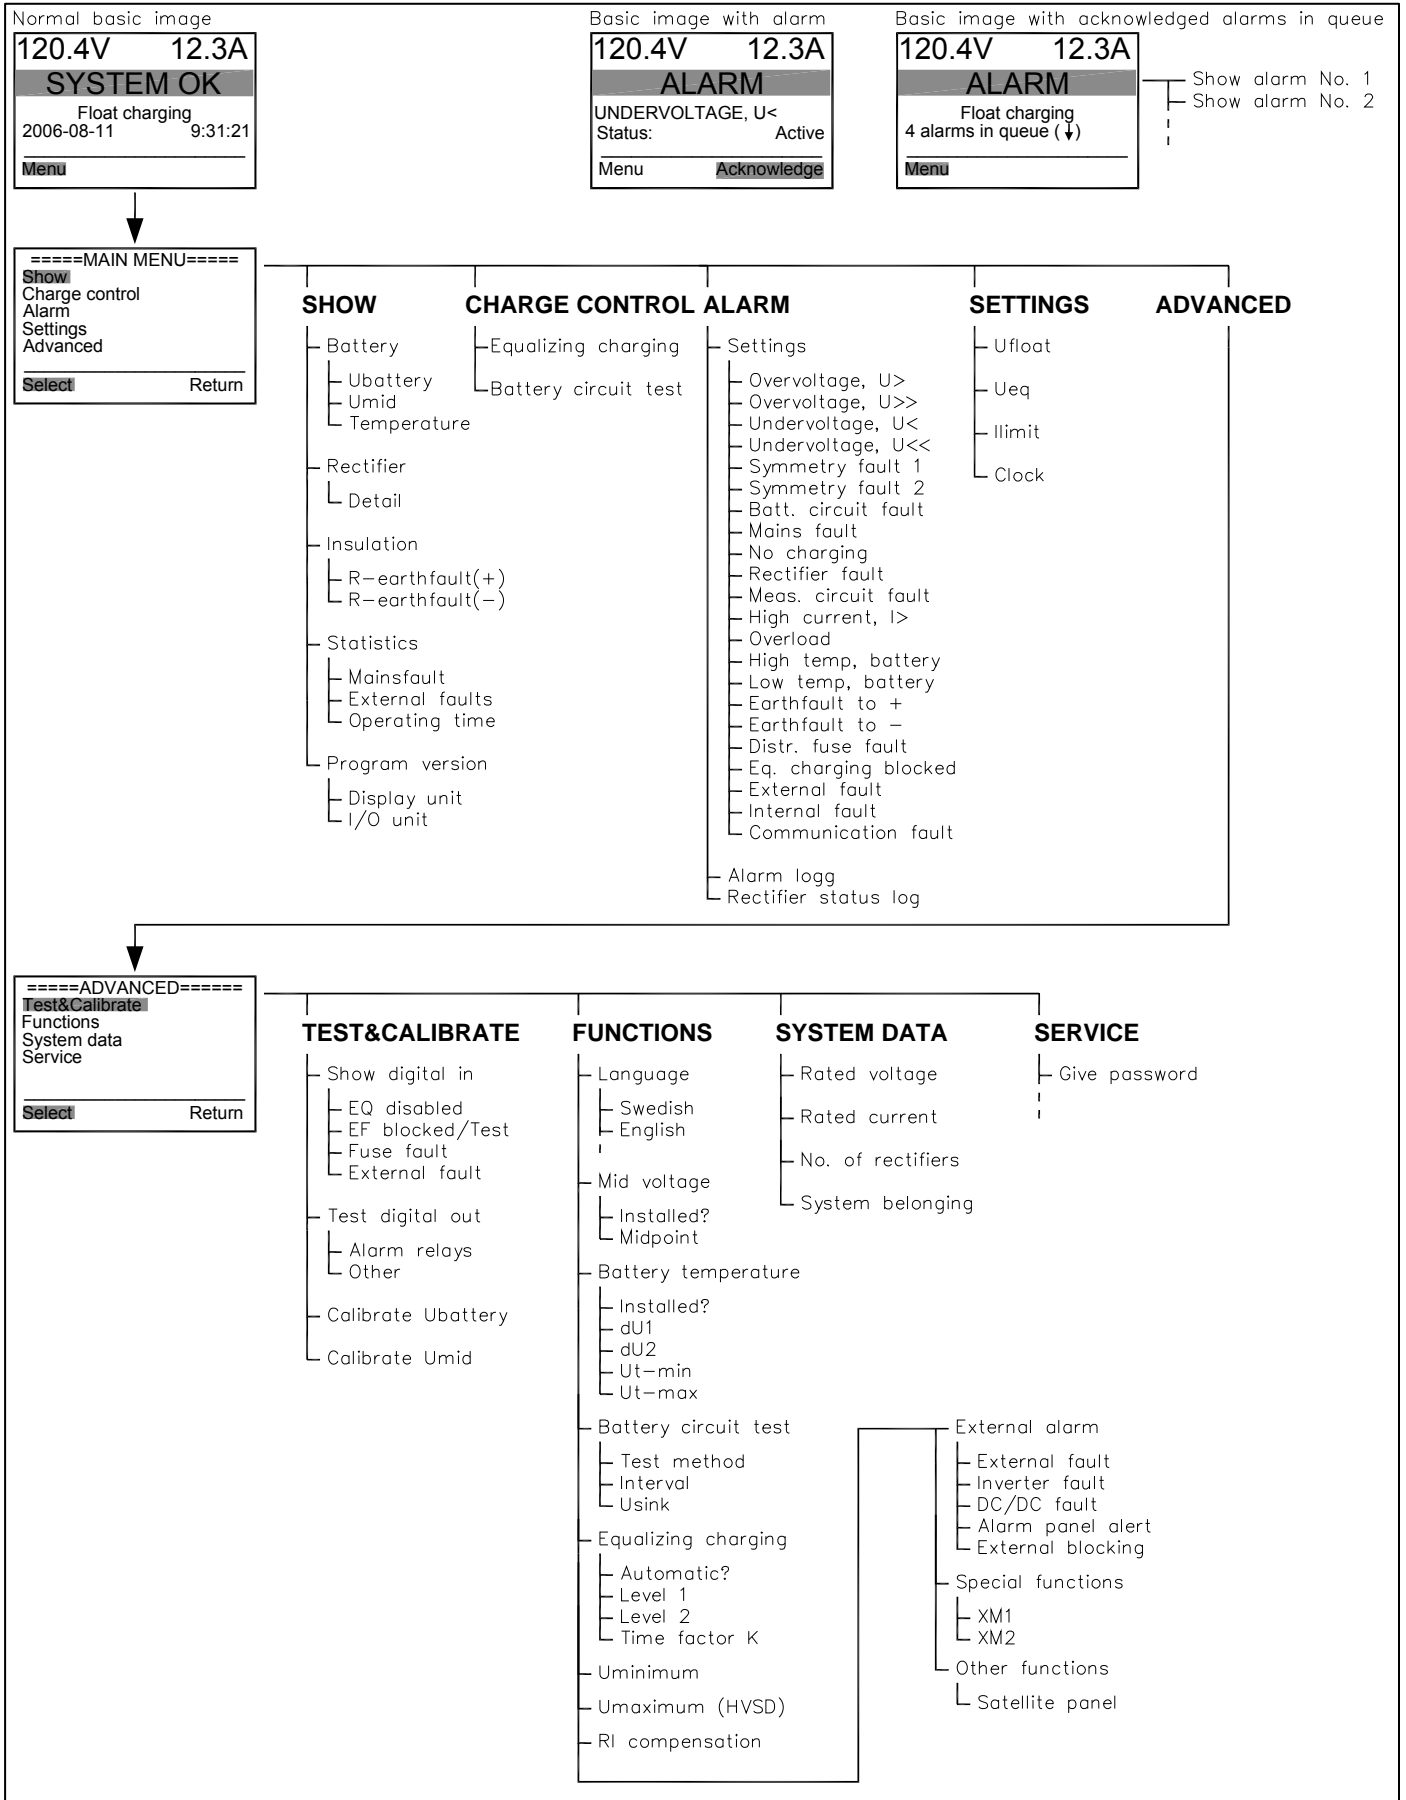 Normal basic image
120.4V 12.3A
SYSTEM OK
Float charging
2006-08-11 9:31:21
Menu
Basic image with alarm
120.4V 12.3A
ALARM
UNDERVOLTAGE, U<
Status: Active
Menu Acknowledge
Basic image with acknowledged alarms in queue
120.4V 12.3A
ALARM
Float charging
4 alarms in queue (↓)
Menu
Show alarm No. 1
Show alarm No. 2
=====MAIN MENU=====
Show
Charge control
Alarm
Settings
Advanced
Select Return
SHOW
Battery
Ubattery
Umid
Temperature
Rectifier
Detail
Insulation
R-earthfault(+)
R-earthfault(-)
Statistics
Mainsfault
External faults
Operating time
Program version
Display unit
I/O unit
CHARGE CONTROL
Equalizing charging
Battery circuit test
ALARM
Settings
Overvoltage, U>
Overvoltage, U>>
Undervoltage, U<
Undervoltage, U<<
Symmetry fault 1
Symmetry fault 2
Batt. circuit fault
Mains fault
No charging
Rectifier fault
Meas. circuit fault
High current, I>
Overload
High temp, battery
Low temp, battery
Earthfault to +
Earthfault to -
Distr. fuse fault
Eq. charging blocked
External fault
Internal fault
Communication fault
Alarm logg
Rectifier status log
SETTINGS
Ufloat
Ueq
Ilimit
Clock
ADVANCED
=====ADVANCED======
Test&Calibrate
Functions
System data
Service
Select Return
TEST&CALIBRATE
Show digital in
EQ disabled
EF blocked/Test
Fuse fault
External fault
Test digital out
Alarm relays
Other
Calibrate Ubattery
Calibrate Umid
FUNCTIONS
Language
Swedish
English
Mid voltage
Installed?
Midpoint
Battery temperature
Installed?
dU1
dU2
Ut-min
Ut-max
Battery circuit test
Test method
Interval
Usink
Equalizing charging
Automatic?
Level 1
Level 2
Time factor K
Uminimum
Umaximum (HVSD)
RI compensation
External alarm
External fault
Inverter fault
DC/DC fault
Alarm panel alert
External blocking
Special functions
XM1
XM2
Other functions
Satellite panel
SYSTEM DATA
Rated voltage
Rated current
No. of rectifiers
System belonging
SERVICE
Give password